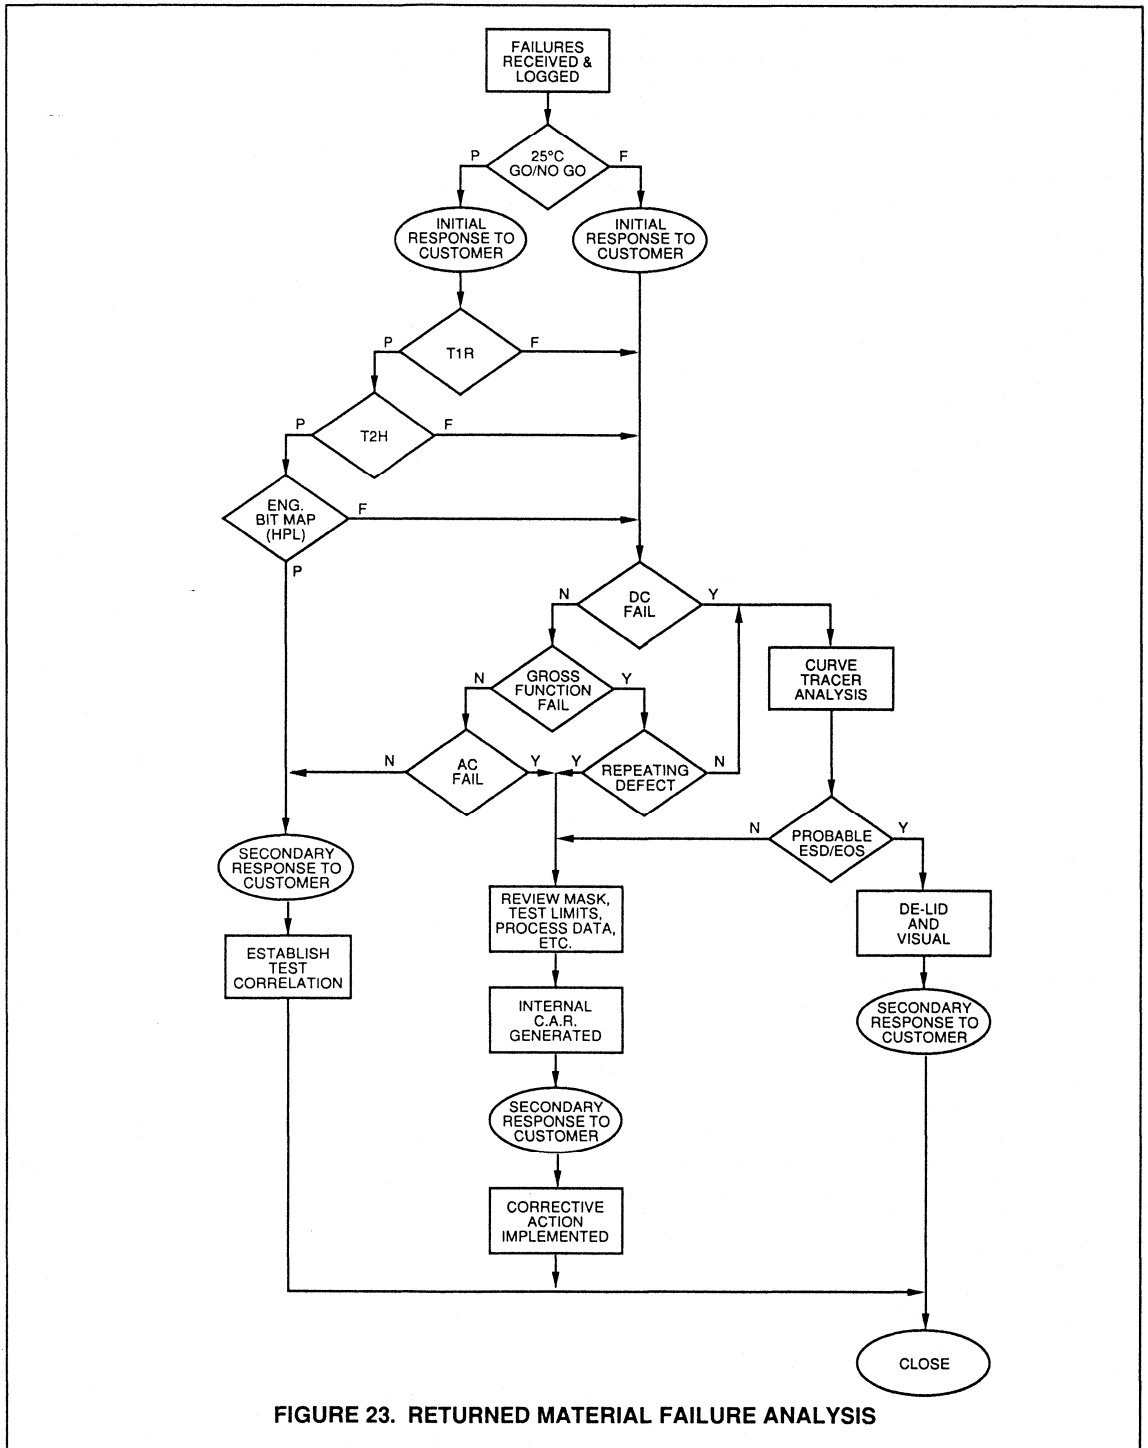 FAILURES
RECEIVED &
LOGGED
P
25°C
GO/NO GO
F
INITIAL
RESPONSE TO
CUSTOMER
INITIAL
RESPONSE TO
CUSTOMER
P
T1R
F
P
T2H
F
ENG.
BIT MAP
(HPL)
F
P
N
DC
FAIL
Y
N
GROSS
FUNCTION
FAIL
Y
CURVE
TRACER
ANALYSIS
N
AC
FAIL
Y
Y
REPEATING
DEFECT
N
N
PROBABLE
ESD/EOS
Y
SECONDARY
RESPONSE TO
CUSTOMER
REVIEW MASK,
TEST LIMITS,
PROCESS DATA,
ETC.
DE-LID
AND
VISUAL
ESTABLISH
TEST
CORRELATION
INTERNAL
C.A.R.
GENERATED
SECONDARY
RESPONSE TO
CUSTOMER
SECONDARY
RESPONSE TO
CUSTOMER
CORRECTIVE
ACTION
IMPLEMENTED
CLOSE
FIGURE 23. RETURNED MATERIAL FAILURE ANALYSIS